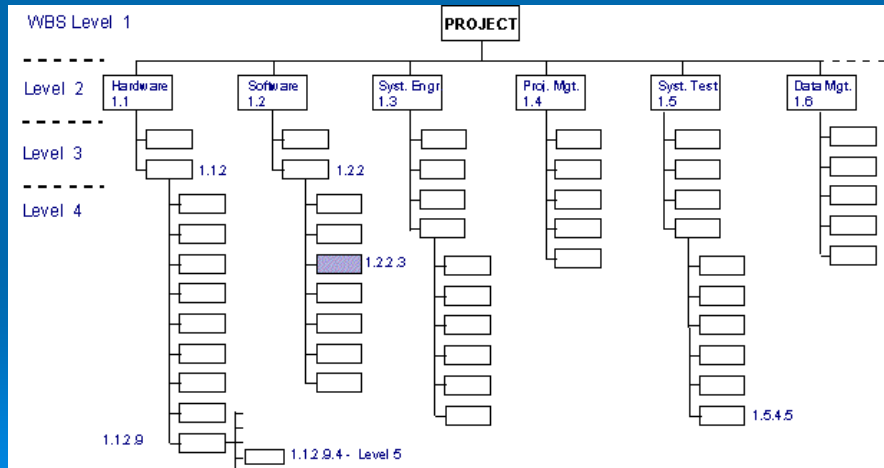 WBS Level 1
PROJECT
Level 2
Hardware
1.1
Software
1.2
Syst. Engr
1.3
Proj. Mgt.
1.4
Syst. Test
1.5
Data Mgt.
1.6
Level 3
1.1.2
1.2.2
Level 4
1.2.2.3
1.5.4.5
1.1.2.9
1.1.2.9.4 - Level 5